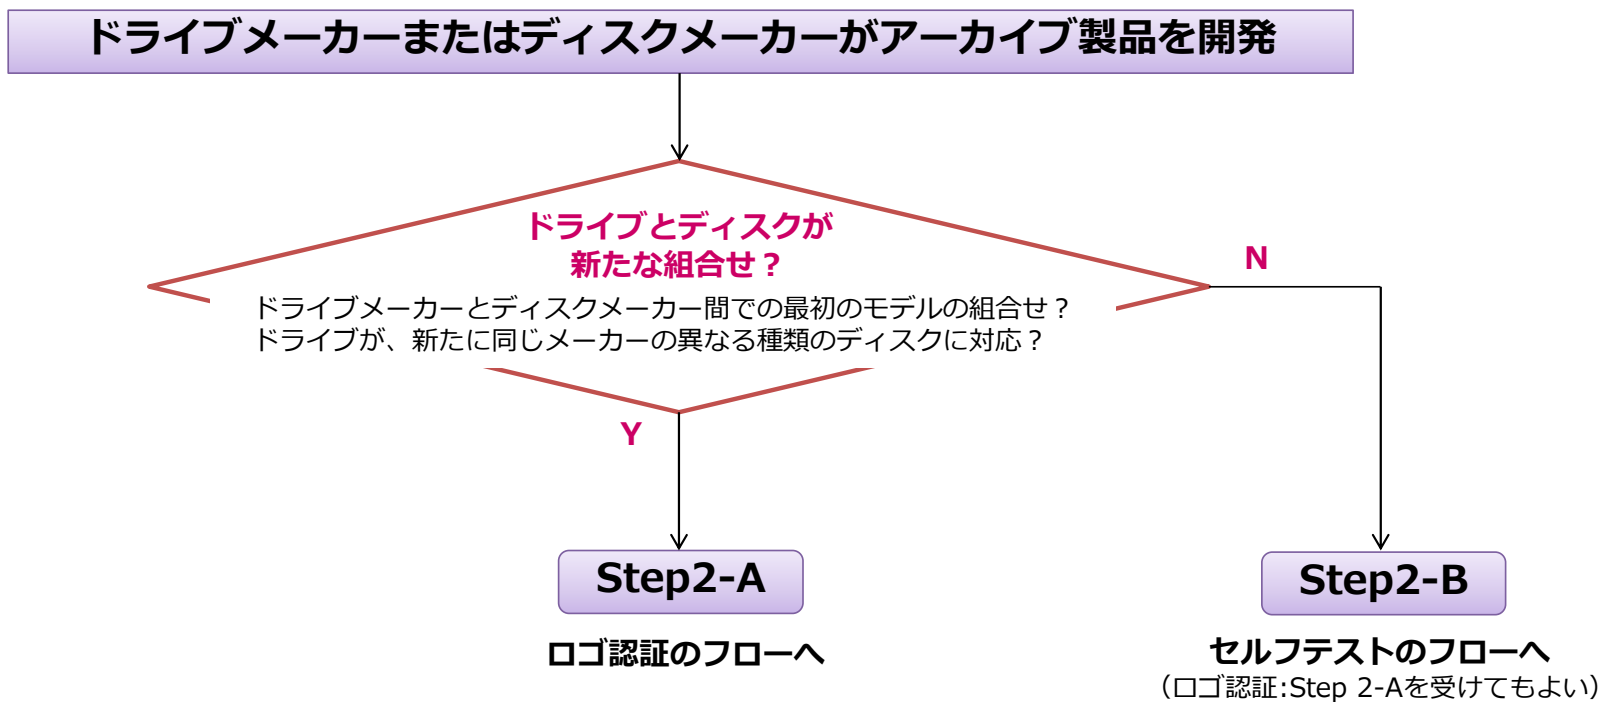 ドライブメーカーまたはディスクメーカーがアーカイブ製品を開発
ドライブとディスクが
新たな組合せ？
N
ドライブメーカーとディスクメーカー間での最初のモデルの組合せ？
ドライブが、新たに同じメーカーの異なる種類のディスクに対応？
Y
Step2-A
Step2-B
ロゴ認証のフローへ
セルフテストのフローへ
（ロゴ認証:Step 2-Aを受けてもよい）